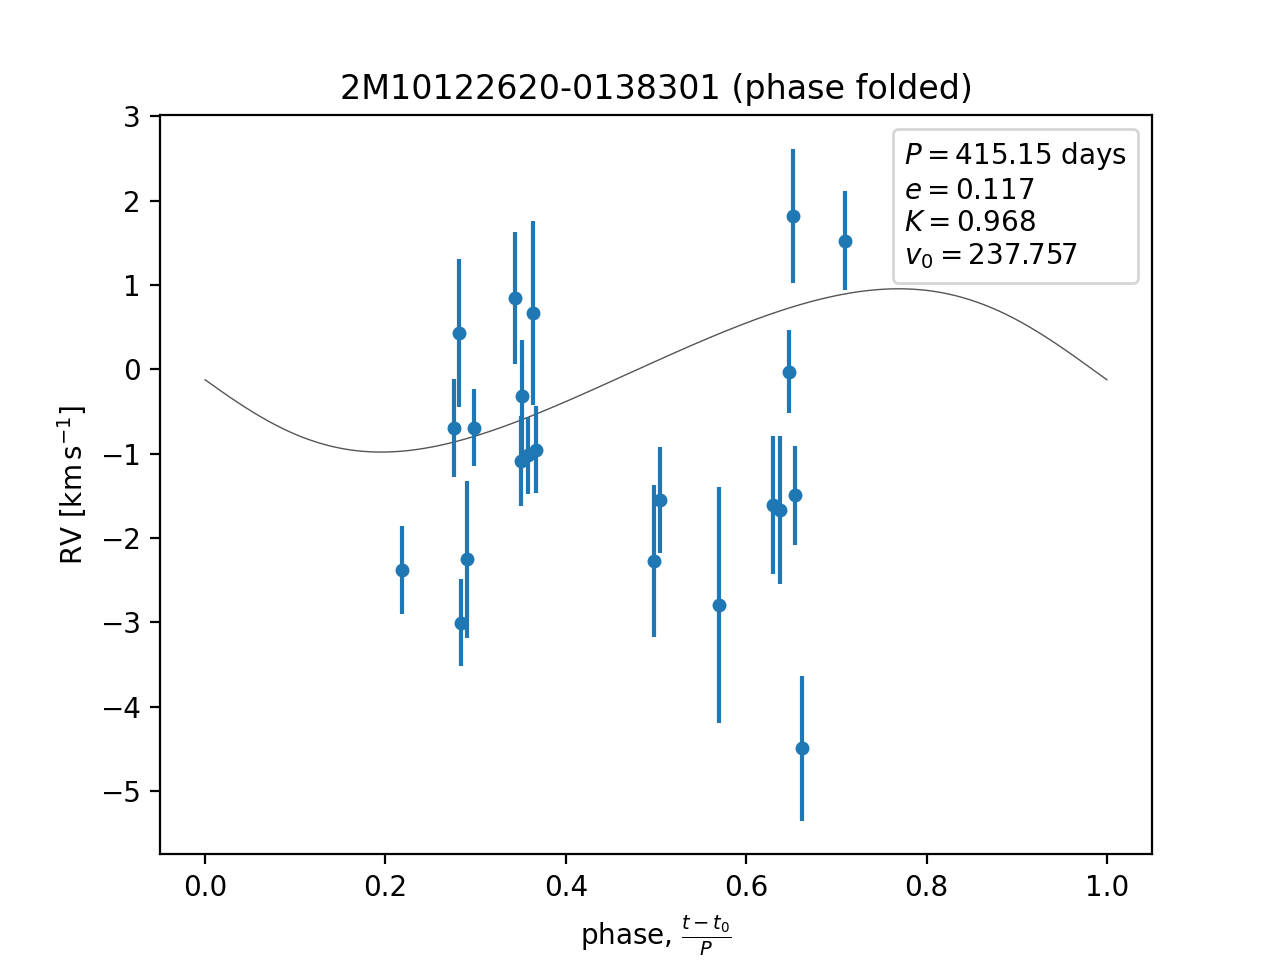 2M10122620-0138301 (phase folded)
P = 415.15 days
e = 0.117
K = 0.968
v₀ = 237.757
RV [km s⁻¹]
3
2
1
0
−1
−2
−3
−4
−5
0.0 0.2 0.4 0.6 0.8 1.0
phase, (t − t₀)/P